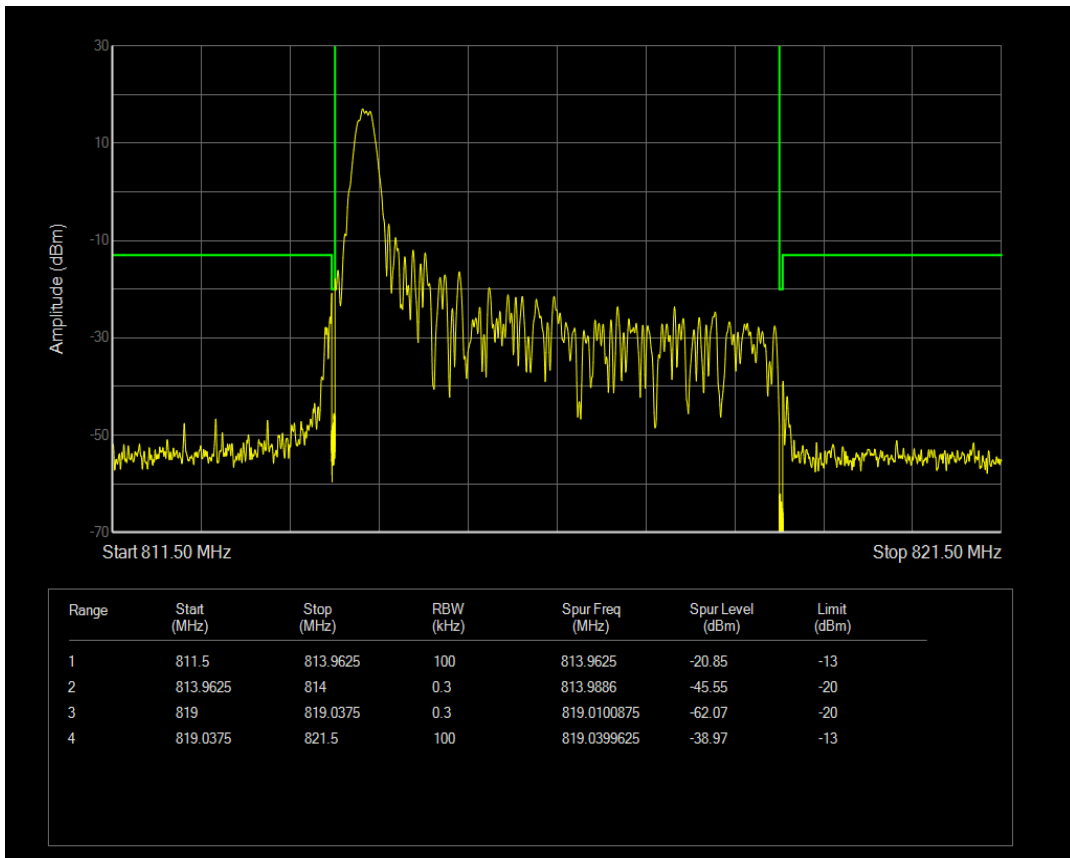 30
10
-10
-30
-50
-70
Amplitude (dBm)
Start 811.50 MHz Stop 821.50 MHz
Range Start (MHz) Stop (MHz) RBW (kHz) Spur Freq (MHz) Spur Level (dBm) Limit (dBm)
1 811.5 813.9625 100 813.9625 -20.85 -13
2 813.9625 814 0.3 813.9886 -45.55 -20
3 819 819.0375 0.3 819.0100875 -62.07 -20
4 819.0375 821.5 100 819.0399625 -38.97 -13